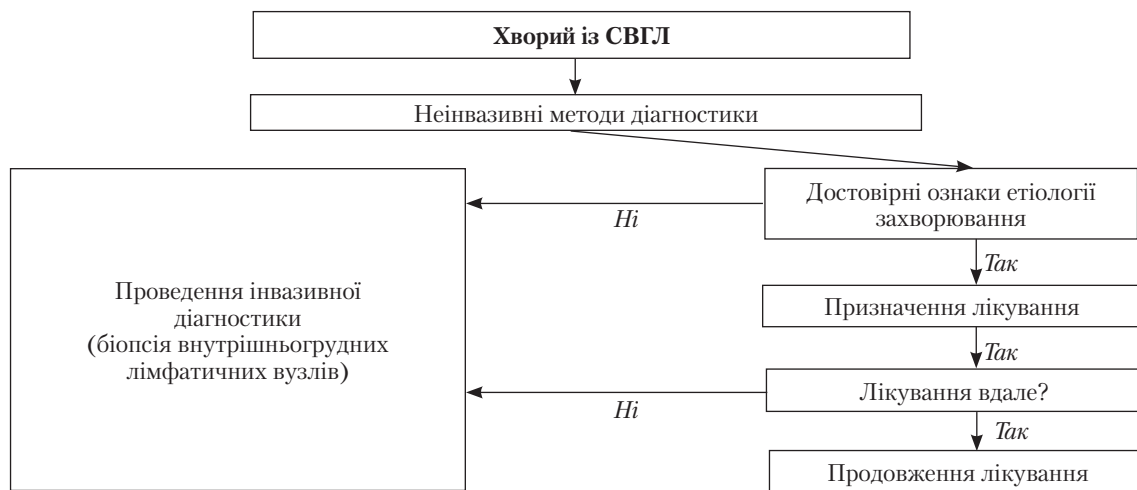 Хворий із СВГЛ
Неінвазивні методи діагностики
Достовірні ознаки етіології
захворювання
Ні
Так
Проведення інвазивної
діагностики
(біопсія внутрішньогрудних
лімфатичних вузлів)
Призначення лікування
Так
Лікування вдале?
Ні
Так
Продовження лікування